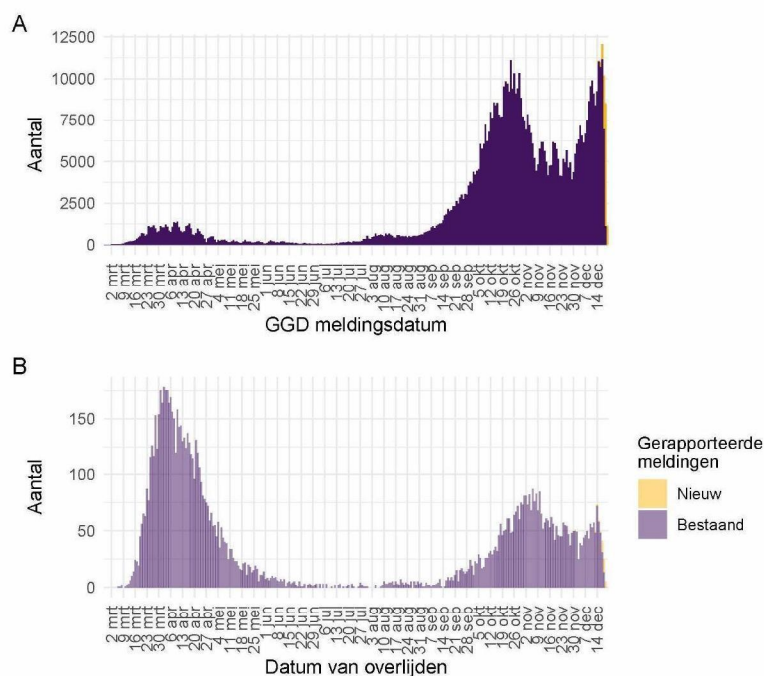 A
12500
10000
7500
5000
2500
0
Aantal
2 mrt
9 mrt
16 mrt
23 mrt
30 mrt
6 apr
13 apr
20 apr
27 apr
4 mei
11 mei
18 mei
25 mei
1 jun
8 jun
15 jun
22 jun
29 jun
6 jul
13 jul
20 jul
27 jul
3 aug
10 aug
17 aug
24 aug
31 aug
7 sep
14 sep
21 sep
28 sep
5 okt
12 okt
19 okt
26 okt
2 nov
9 nov
16 nov
23 nov
30 nov
7 dec
14 dec
GGD meldingsdatum
B
150
100
50
0
Aantal
2 mrt
9 mrt
16 mrt
23 mrt
30 mrt
6 apr
13 apr
20 apr
27 apr
4 mei
11 mei
18 mei
25 mei
1 jun
8 jun
15 jun
22 jun
29 jun
6 jul
13 jul
20 jul
27 jul
3 aug
10 aug
17 aug
24 aug
31 aug
7 sep
14 sep
21 sep
28 sep
5 okt
12 okt
19 okt
26 okt
2 nov
9 nov
16 nov
23 nov
30 nov
7 dec
14 dec
Datum van overlijden
Gerapporteerde
meldingen
Nieuw
Bestaand